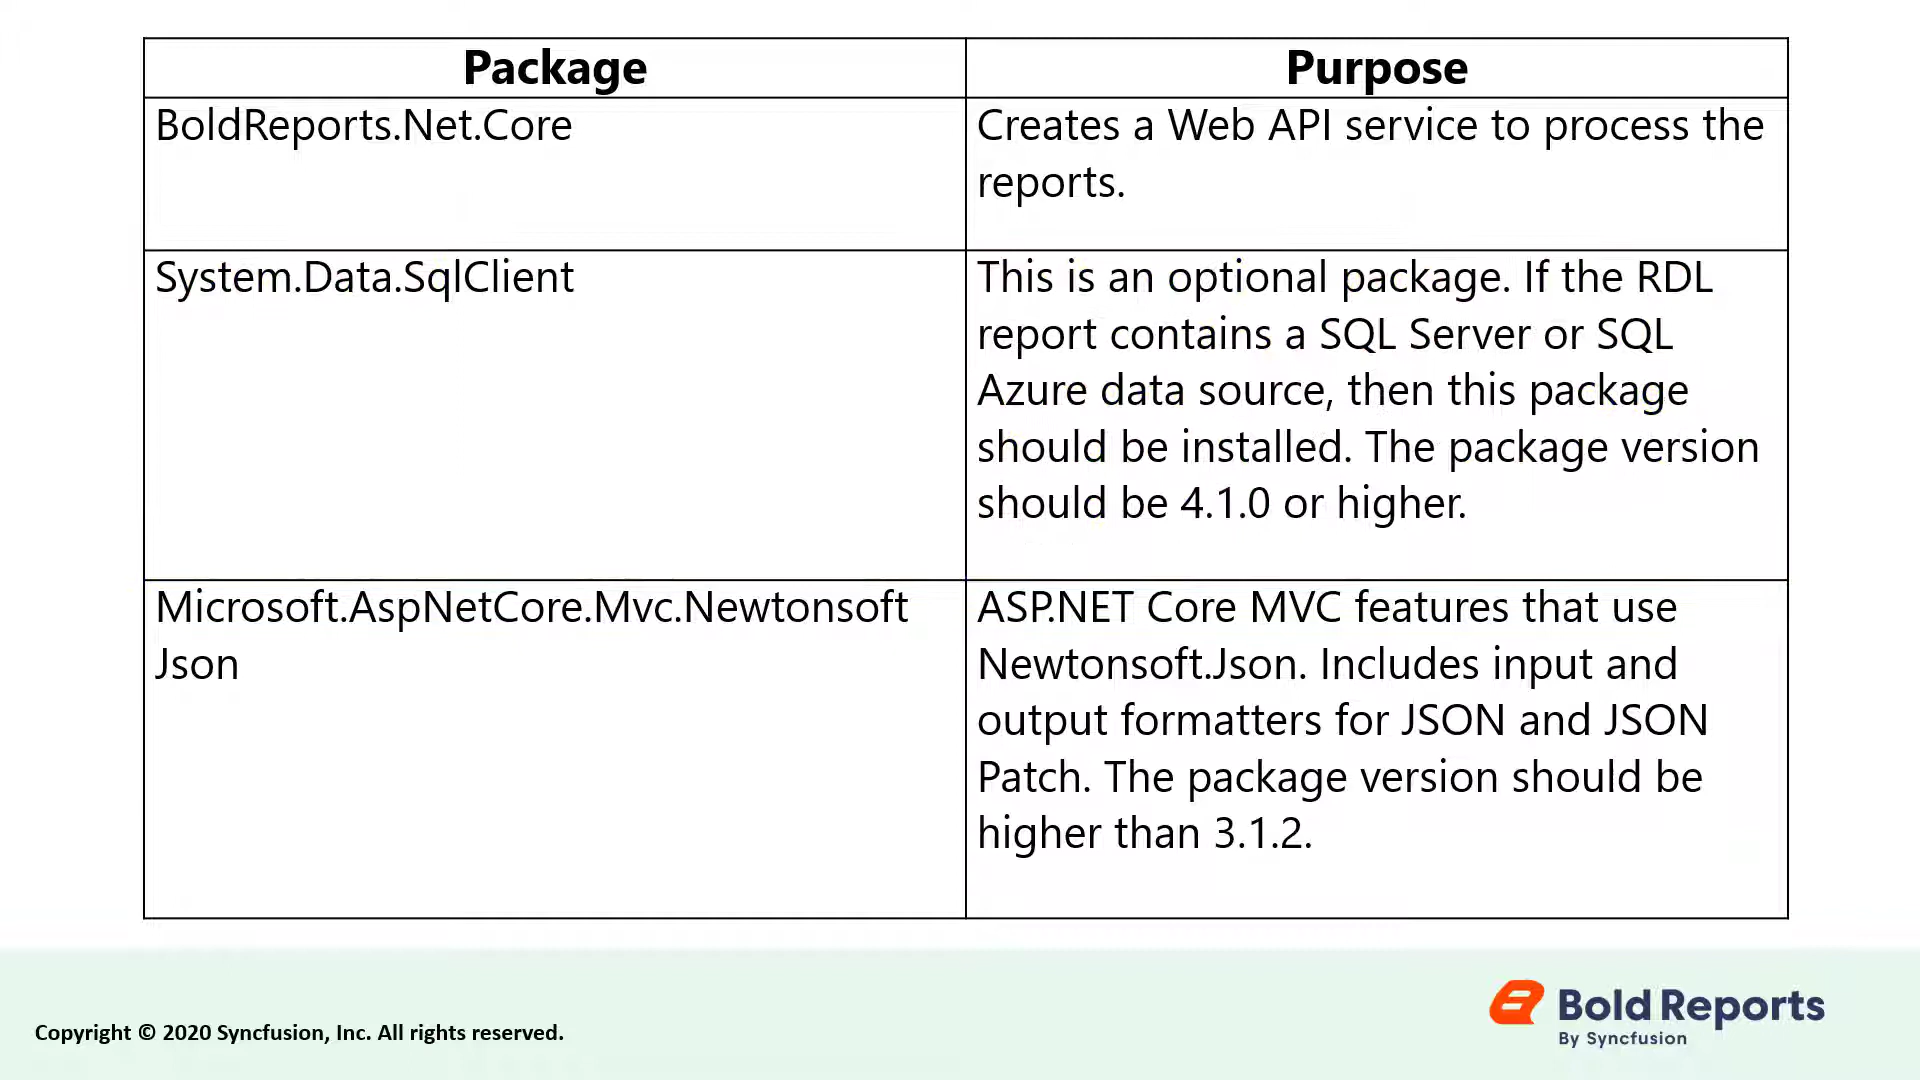 Package
Purpose
BoldReports.Net.Core
Creates a Web API service to process the
reports.
System.Data.SqlClient
This is an optional package. If the RDL
report contains a SQL Server or SQL
Azure data source, then this package
should be installed. The package version
should be 4.1.0 or higher.
Microsoft.AspNetCore.Mvc.Newtonsoft
Json
ASP.NET Core MVC features that use
Newtonsoft.Json. Includes input and
output formatters for JSON and JSON
Patch. The package version should be
higher than 3.1.2.
Copyright © 2020 Syncfusion, Inc. All rights reserved.
Bold Reports
By Syncfusion